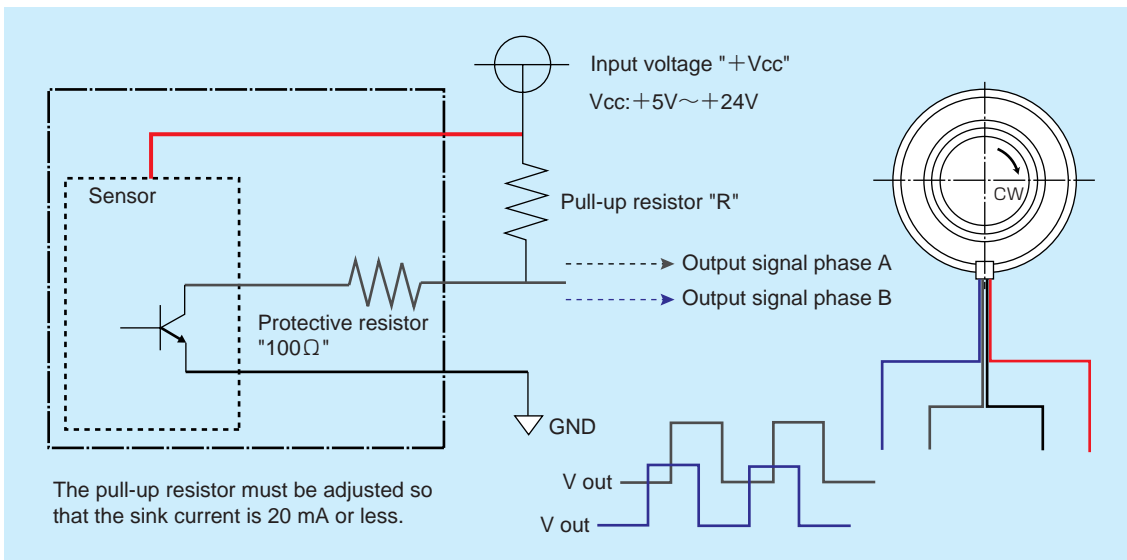 Input voltage "＋Vcc"
Vcc:＋5V～＋24V
Sensor
CW
Pull-up resistor "R"
Output signal phase A
Output signal phase B
Protective resistor
"100Ω"
GND
V out
V out
The pull-up resistor must be adjusted so
that the sink current is 20 mA or less.